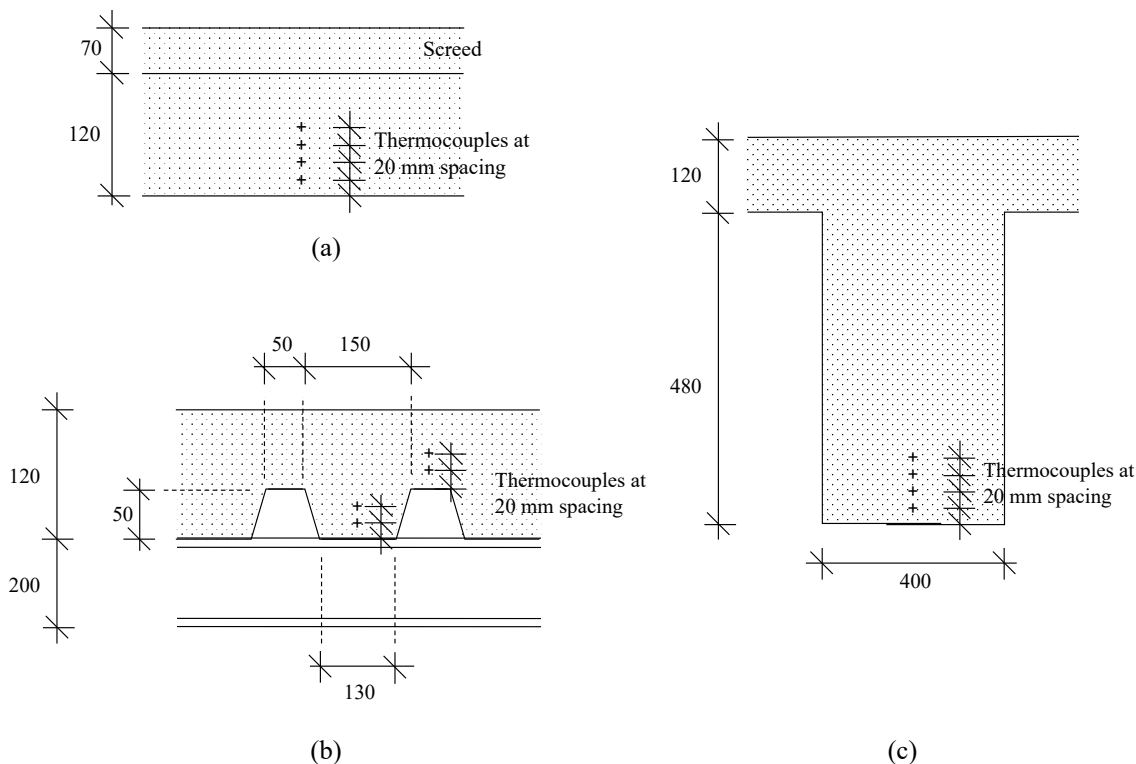 70
Screed
120
Thermocouples at
20 mm spacing
(a)
50
150
120
50
Thermocouples at
20 mm spacing
200
130
(b)
120
480
Thermocouples at
20 mm spacing
400
(c)